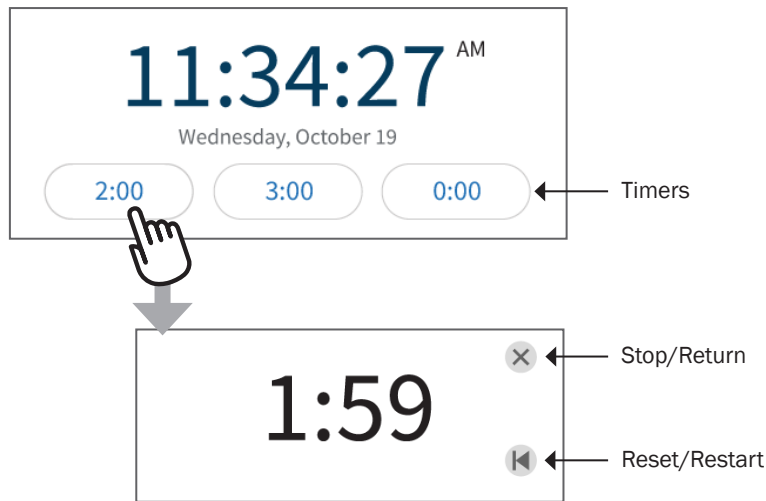 11:34:27 AM
Wednesday, October 19
2:00 3:00 0:00 Timers
1:59
Stop/Return
Reset/Restart